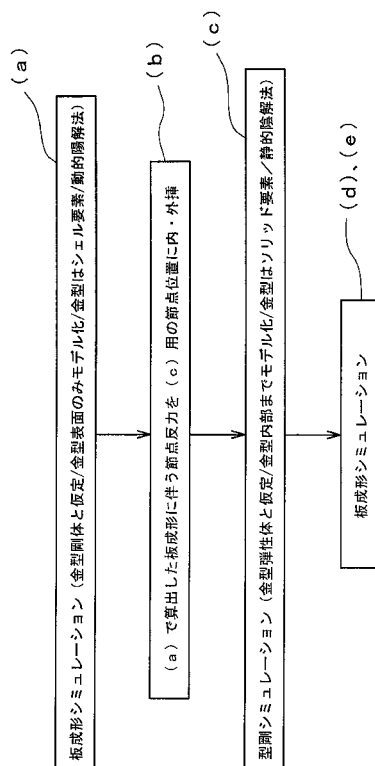 (a)
板成形シミュレーション(金型剛体と仮定/金型表面のみモデル化/金型はシェル要素/動的陽解法)
(b)
(a)で算出した板成形に伴う節点反力を(c)用の節点位置に内・外挿
(c)
型剛シミュレーション(金型弾性体と仮定/金型内部までモデル化/金型はソリッド要素/静的陰解法)
(d)、(e)
板成形シミュレーション